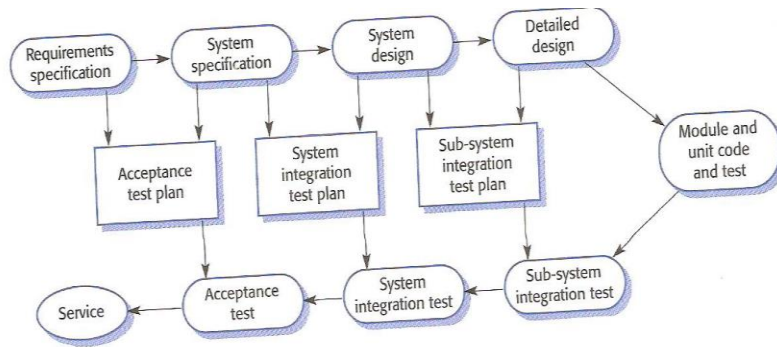 Requirements
specification
System
specification
System
design
Detailed
design
Acceptance
test plan
System
integration
test plan
Sub-system
integration
test plan
Module and
unit code
and test
Service
Acceptance
test
System
integration test
Sub-system
integration test